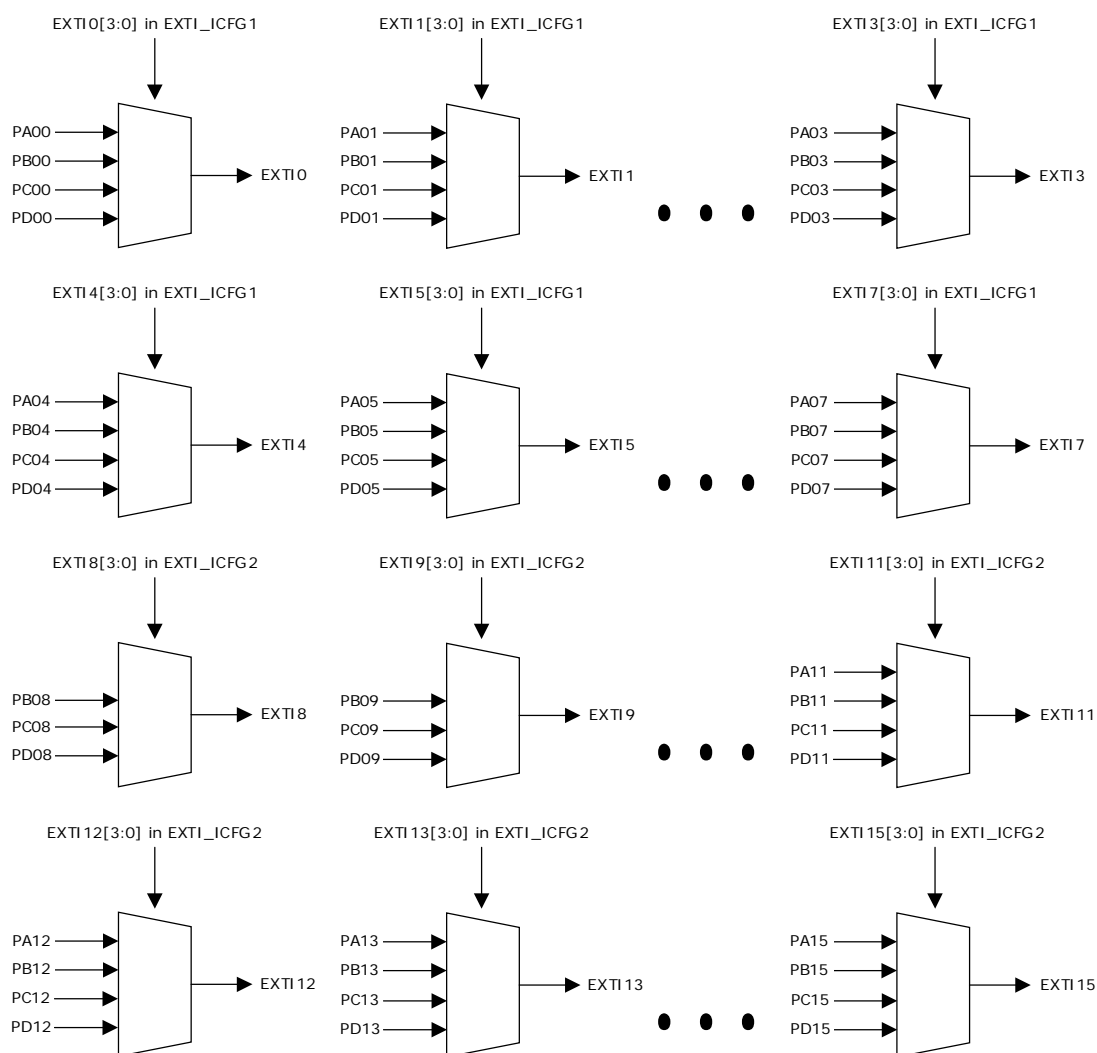 EXTI0[3:0] in EXTI_ICFG1
EXTI1[3:0] in EXTI_ICFG1
EXTI3[3:0] in EXTI_ICFG1
PA00
PB00
PC00
PD00
EXTI0
PA01
PB01
PC01
PD01
EXTI1
PA03
PB03
PC03
PD03
EXTI3
EXTI4[3:0] in EXTI_ICFG1
EXTI5[3:0] in EXTI_ICFG1
EXTI7[3:0] in EXTI_ICFG1
PA04
PB04
PC04
PD04
EXTI4
PA05
PB05
PC05
PD05
EXTI5
PA07
PB07
PC07
PD07
EXTI7
EXTI8[3:0] in EXTI_ICFG2
EXTI9[3:0] in EXTI_ICFG2
EXTI11[3:0] in EXTI_ICFG2
PB08
PC08
PD08
EXTI8
PB09
PC09
PD09
EXTI9
PA11
PB11
PC11
PD11
EXTI11
EXTI12[3:0] in EXTI_ICFG2
EXTI13[3:0] in EXTI_ICFG2
EXTI15[3:0] in EXTI_ICFG2
PA12
PB12
PC12
PD12
EXTI12
PA13
PB13
PC13
PD13
EXTI13
PA15
PB15
PC15
PD15
EXTI15